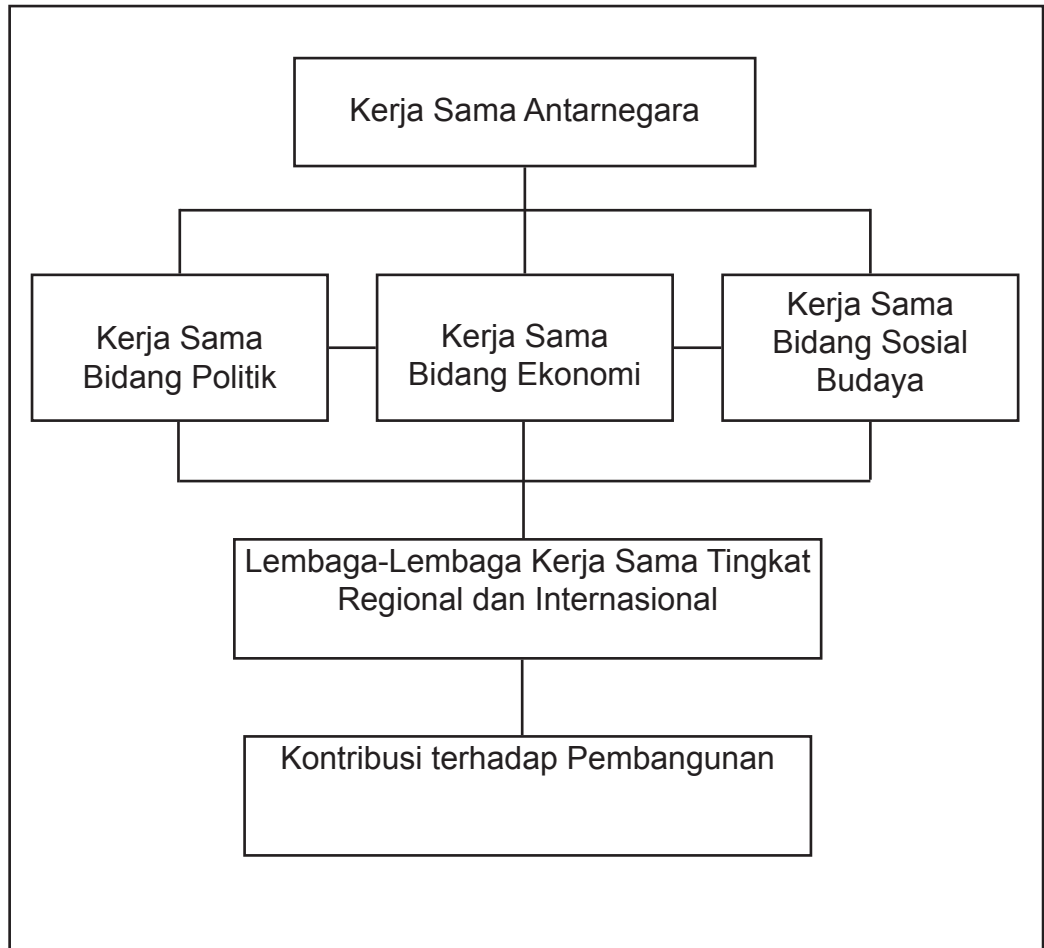 Kerja Sama Antarnegara
Kerja Sama
Bidang Politik
Kerja Sama
Bidang Ekonomi
Kerja Sama
Bidang Sosial
Budaya
Lembaga-Lembaga Kerja Sama Tingkat
Regional dan Internasional
Kontribusi terhadap Pembangunan